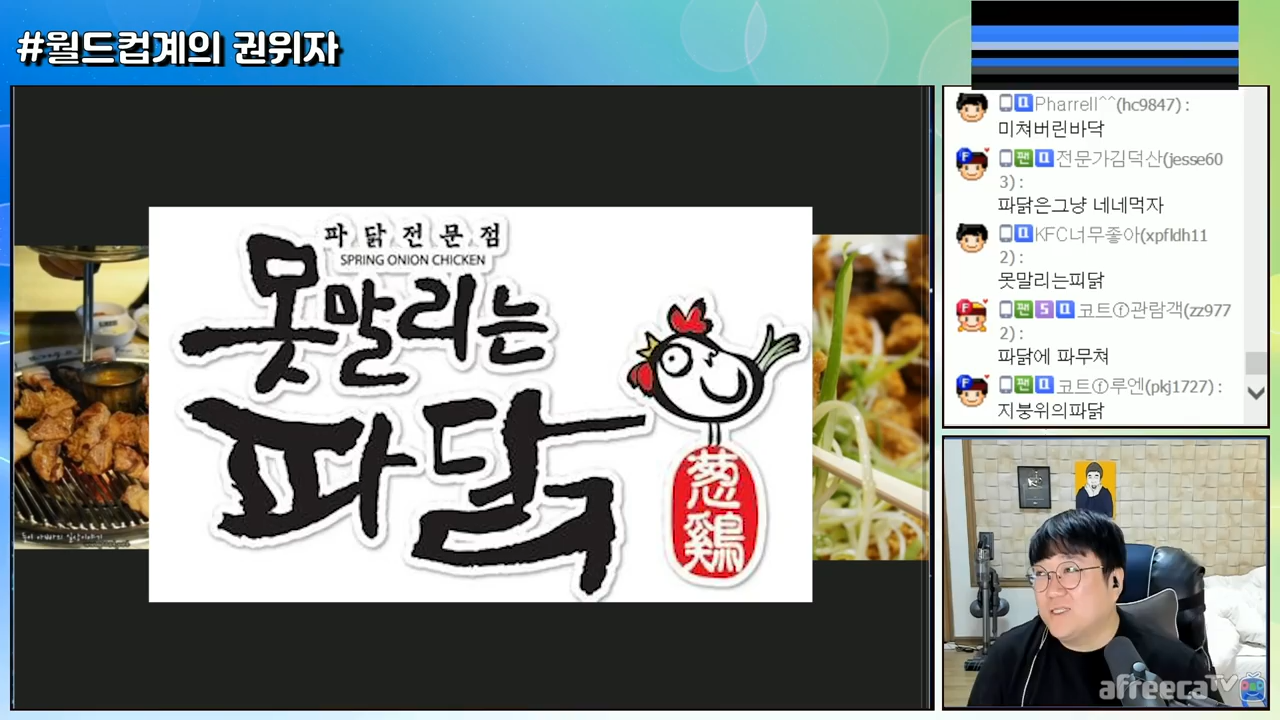 #월드컵계의 권위자
파닭전문점
SPRING ONION CHICKEN
못말리는
파닭
葱鷄
Pharrell^^(hc9847) :
미쳐버린바닥
팬 전문가김덕산(jesse60
3) :
파닭은그냥 네네먹자
KFC너무좋아(xpfldh11
2) :
못말리는피닭
팬 S 코트ⓕ관람객(zz977
2) :
파닭에 파무쳐
팬 코트ⓕ루엔(pkj1727) :
지붕위의파닭
afreecaTV